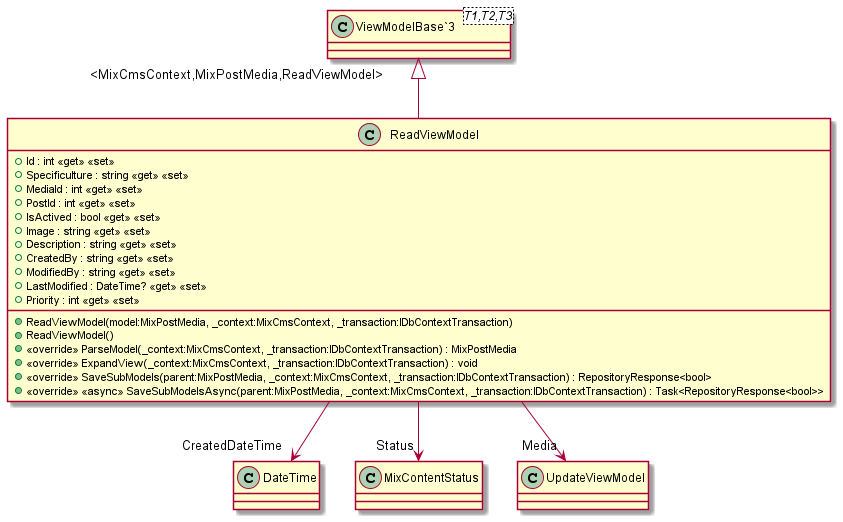 T1,T2,T3
C ViewModelBase`3
<MixCmsContext,MixPostMedia,ReadViewModel>
C ReadViewModel
Id : int «get» «set»
Specificulture : string «get» «set»
MediaId : int «get» «set»
PostId : int «get» «set»
IsActived : bool «get» «set»
Image : string «get» «set»
Description : string «get» «set»
CreatedBy : string «get» «set»
ModifiedBy : string «get» «set»
LastModified : DateTime? «get» «set»
Priority : int «get» «set»
ReadViewModel(model:MixPostMedia, _context:MixCmsContext, _transaction:IDbContextTransaction)
ReadViewModel()
«override» ParseModel(_context:MixCmsContext, _transaction:IDbContextTransaction) : MixPostMedia
«override» ExpandView(_context:MixCmsContext, _transaction:IDbContextTransaction) : void
«override» SaveSubModels(parent:MixPostMedia, _context:MixCmsContext, _transaction:IDbContextTransaction) : RepositoryResponse<bool>
«override» «async» SaveSubModelsAsync(parent:MixPostMedia, _context:MixCmsContext, _transaction:IDbContextTransaction) : Task<RepositoryResponse<bool>>
CreatedDateTime Status Media
C DateTime C MixContentStatus C UpdateViewModel